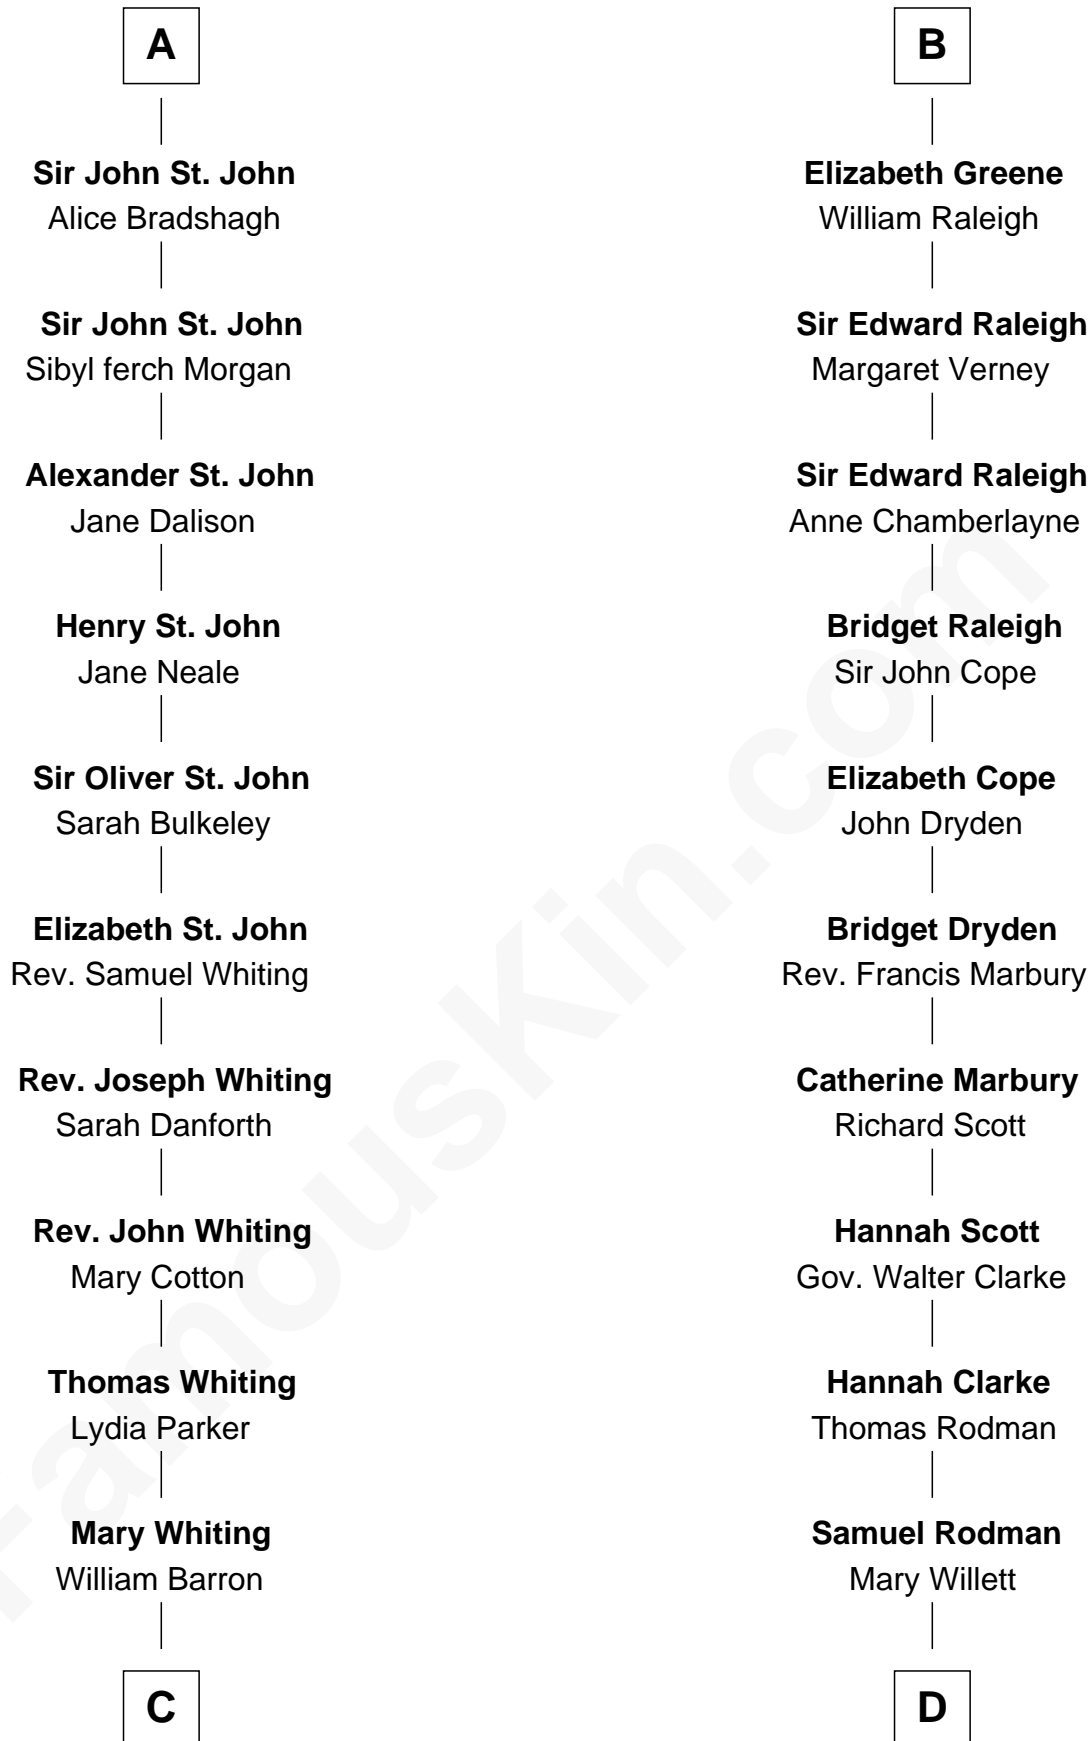 A
Sir John St. John
Alice Bradshagh
Sir John St. John
Sibyl ferch Morgan
Alexander St. John
Jane Dalison
Henry St. John
Jane Neale
Sir Oliver St. John
Sarah Bulkeley
Elizabeth St. John
Rev. Samuel Whiting
Rev. Joseph Whiting
Sarah Danforth
Rev. John Whiting
Mary Cotton
Thomas Whiting
Lydia Parker
Mary Whiting
William Barron
C
B
Elizabeth Greene
William Raleigh
Sir Edward Raleigh
Margaret Verney
Sir Edward Raleigh
Anne Chamberlayne
Bridget Raleigh
Sir John Cope
Elizabeth Cope
John Dryden
Bridget Dryden
Rev. Francis Marbury
Catherine Marbury
Richard Scott
Hannah Scott
Gov. Walter Clarke
Hannah Clarke
Thomas Rodman
Samuel Rodman
Mary Willett
D
FamousKin.com